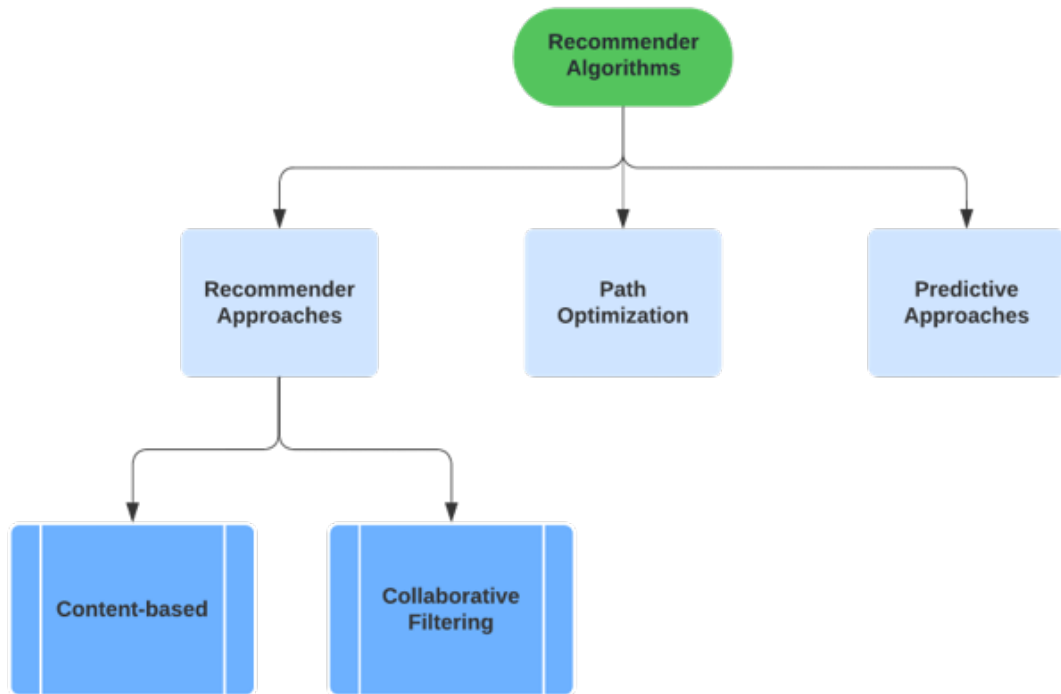 Recommender
Algorithms
Recommender
Approaches
Path
Optimization
Predictive
Approaches
Content-based
Collaborative
Filtering